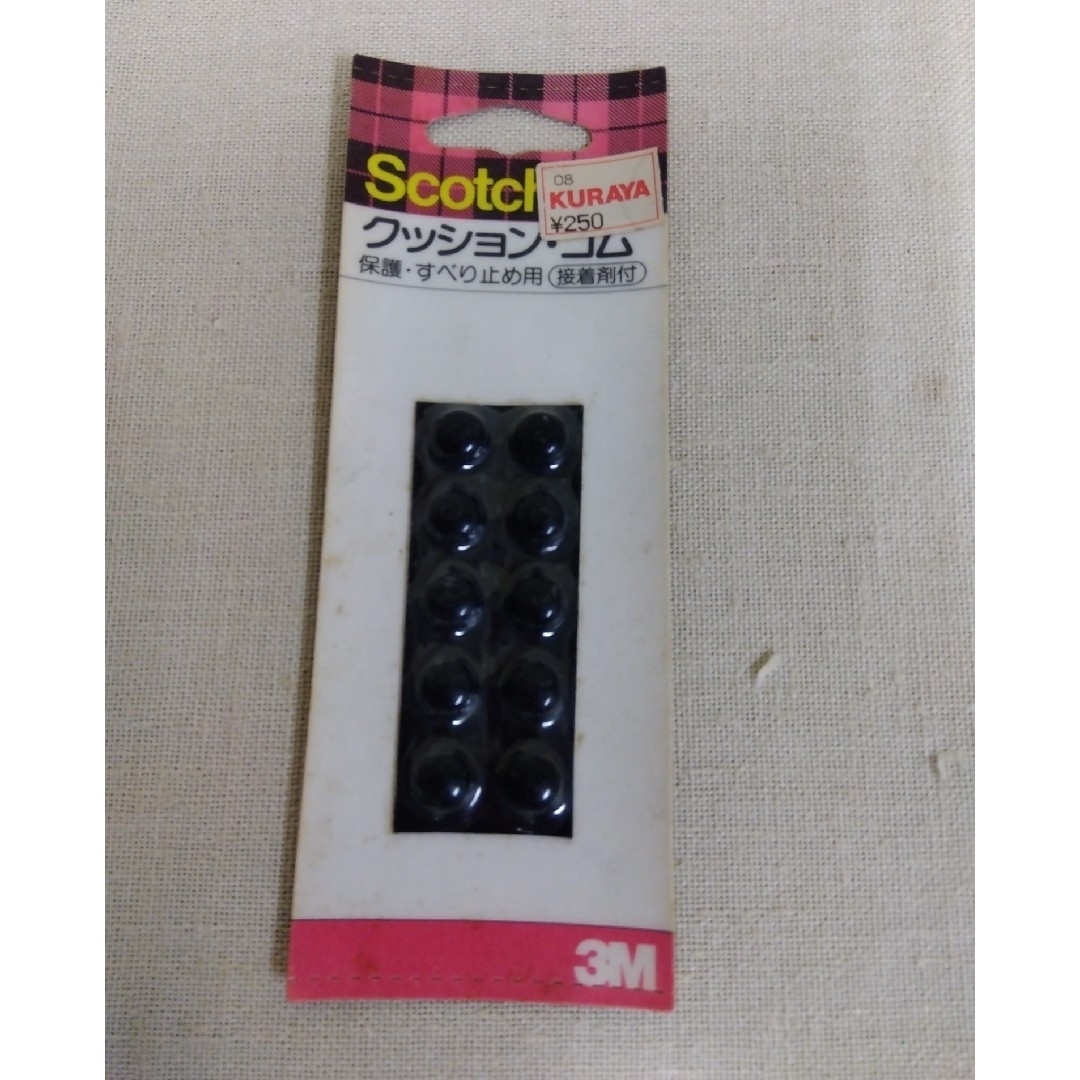 Scotch
08
KURAYA
¥250
クッション・ゴム
保護・すべり止め用 接着剤付
3M